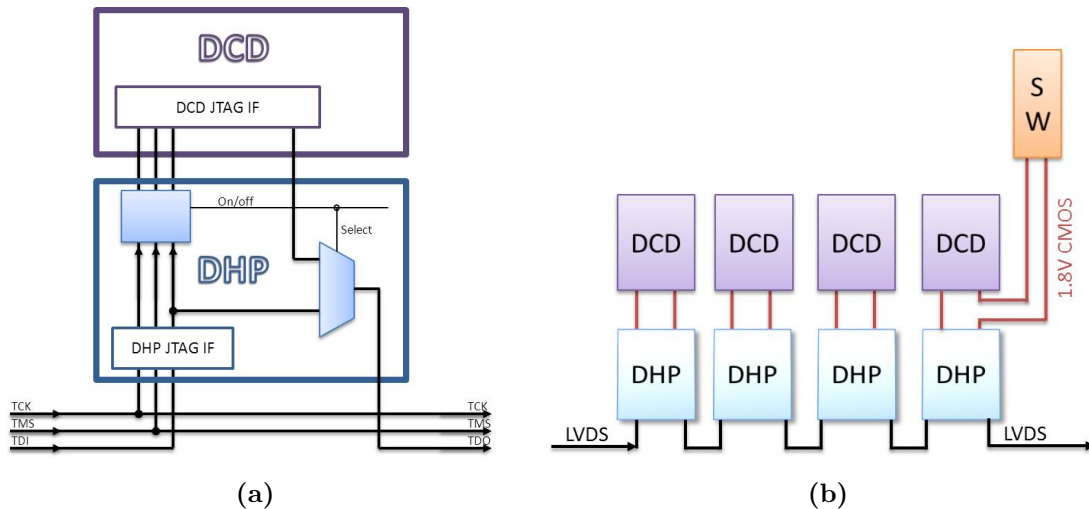 DCD
DCD JTAG IF
On/off
Select
DHP
DHP JTAG IF
TCK TCK
TMS TMS
TDI TDO
(a)
S
W
1.8V CMOS
DCD DCD DCD DCD
DHP DHP DHP DHP
LVDS LVDS
(b)